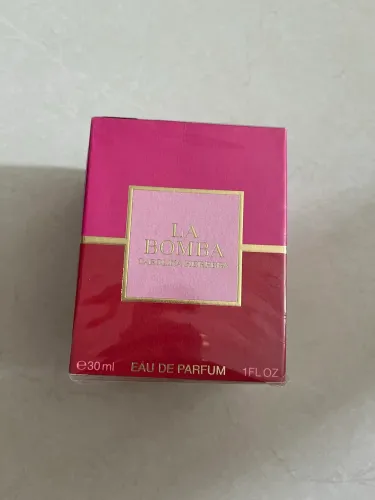 LA
BOMBA
CAROLINA HERRERA
℮30 ml EAU DE PARFUM 1FL OZ